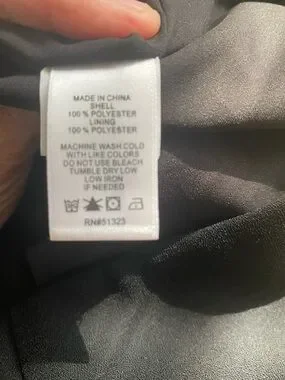 MADE IN CHINA
SHELL
100 % POLYESTER
LINING
100 % POLYESTER
MACHINE WASH COLD
WITH LIKE COLORS
DO NOT USE BLEACH
TUMBLE DRY LOW
LOW IRON
IF NEEDED
RN#51323